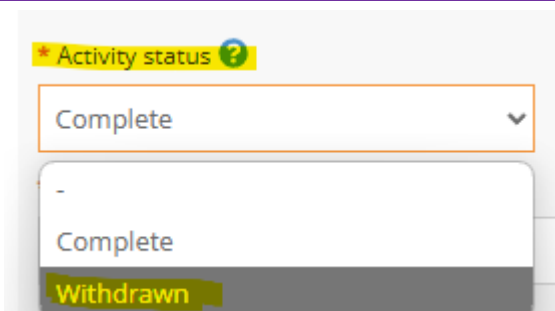 * Activity status ?
Complete
-
Complete
Withdrawn